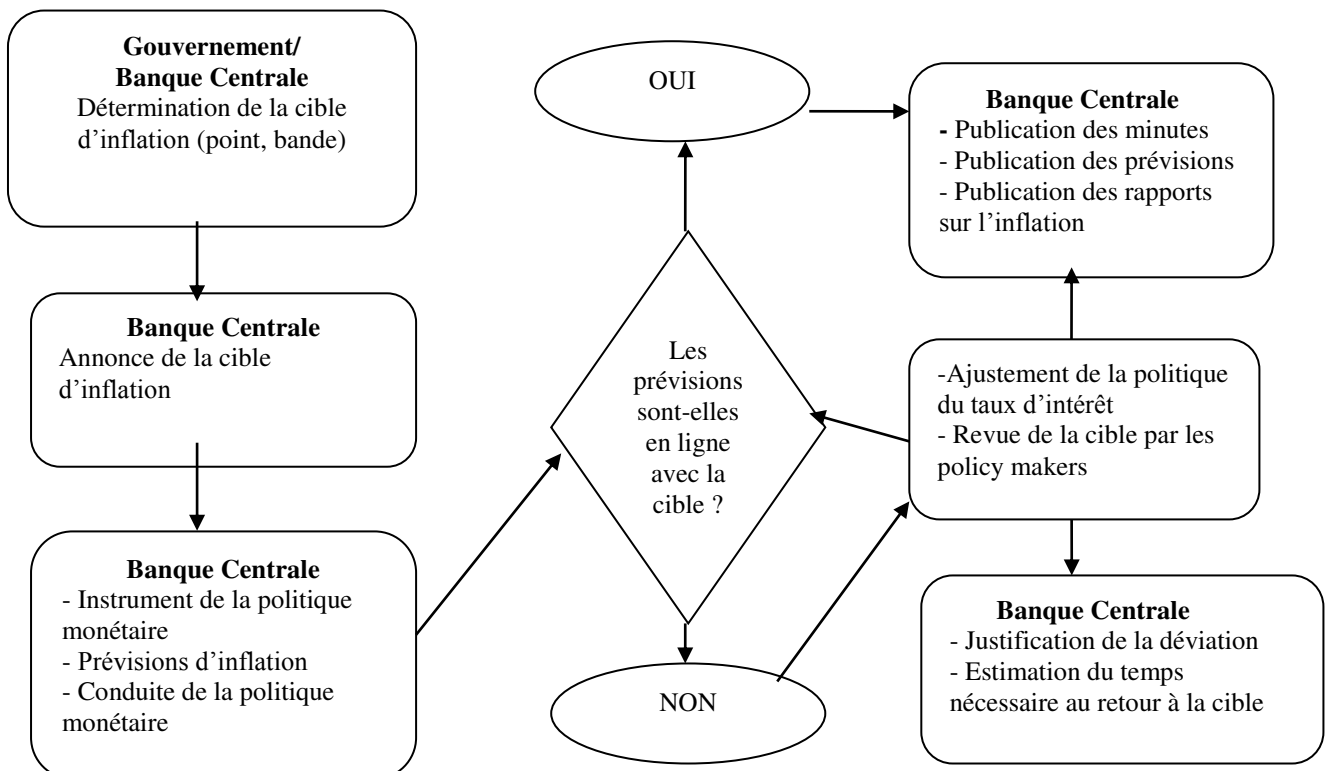 Gouvernement/
Banque Centrale
Détermination de la cible
d’inflation (point, bande)
Banque Centrale
Annonce de la cible
d’inflation
Banque Centrale
- Instrument de la politique
monétaire
- Prévisions d’inflation
- Conduite de la politique
monétaire
OUI
Les
prévisions
sont-elles
en ligne
avec la
cible ?
NON
Banque Centrale
- Publication des minutes
- Publication des prévisions
- Publication des rapports
sur l’inflation
-Ajustement de la politique
du taux d’intérêt
- Revue de la cible par les
policy makers
Banque Centrale
- Justification de la déviation
- Estimation du temps
nécessaire au retour à la cible